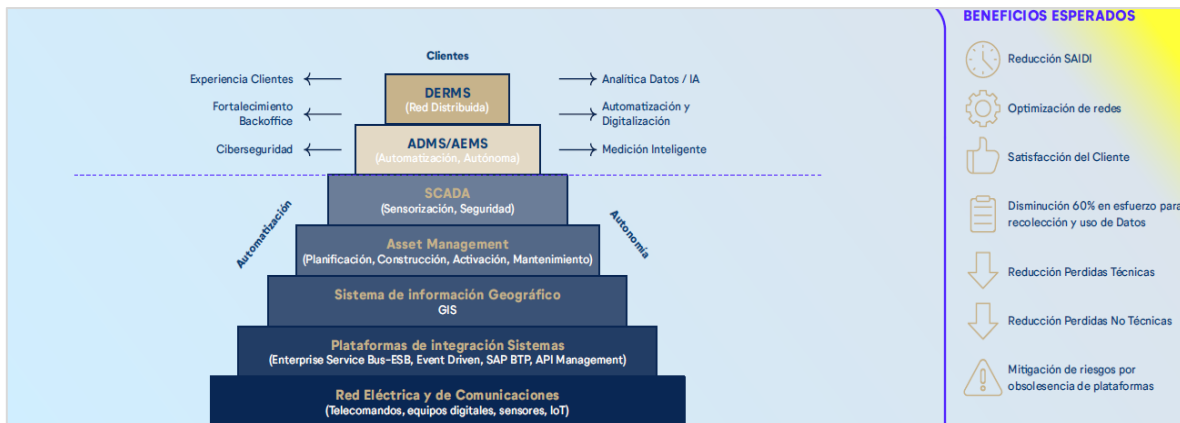 Clientes
Experiencia Clientes
Fortalecimiento
Backoffice
Ciberseguridad
DERMS
(Red Distribuida)
ADMS/AEMS
(Automatización, Autónoma)
Analítica Datos / IA
Automatización y
Digitalización
Medición Inteligente
Automatización
Autonomía
SCADA
(Sensorización, Seguridad)
Asset Management
(Planificación, Construcción, Activación, Mantenimiento)
Sistema de información Geográfico
GIS
Plataformas de integración Sistemas
(Enterprise Service Bus-ESB, Event Driven, SAP BTP, API Management)
Red Eléctrica y de Comunicaciones
(Telecomandos, equipos digitales, sensores, IoT)
BENEFICIOS ESPERADOS
Reducción SAIDI
Optimización de redes
Satisfacción del Cliente
Disminución 60% en esfuerzo para
recolección y uso de Datos
Reducción Perdidas Técnicas
Reducción Perdidas No Técnicas
Mitigación de riesgos por
obsolesencia de plataformas